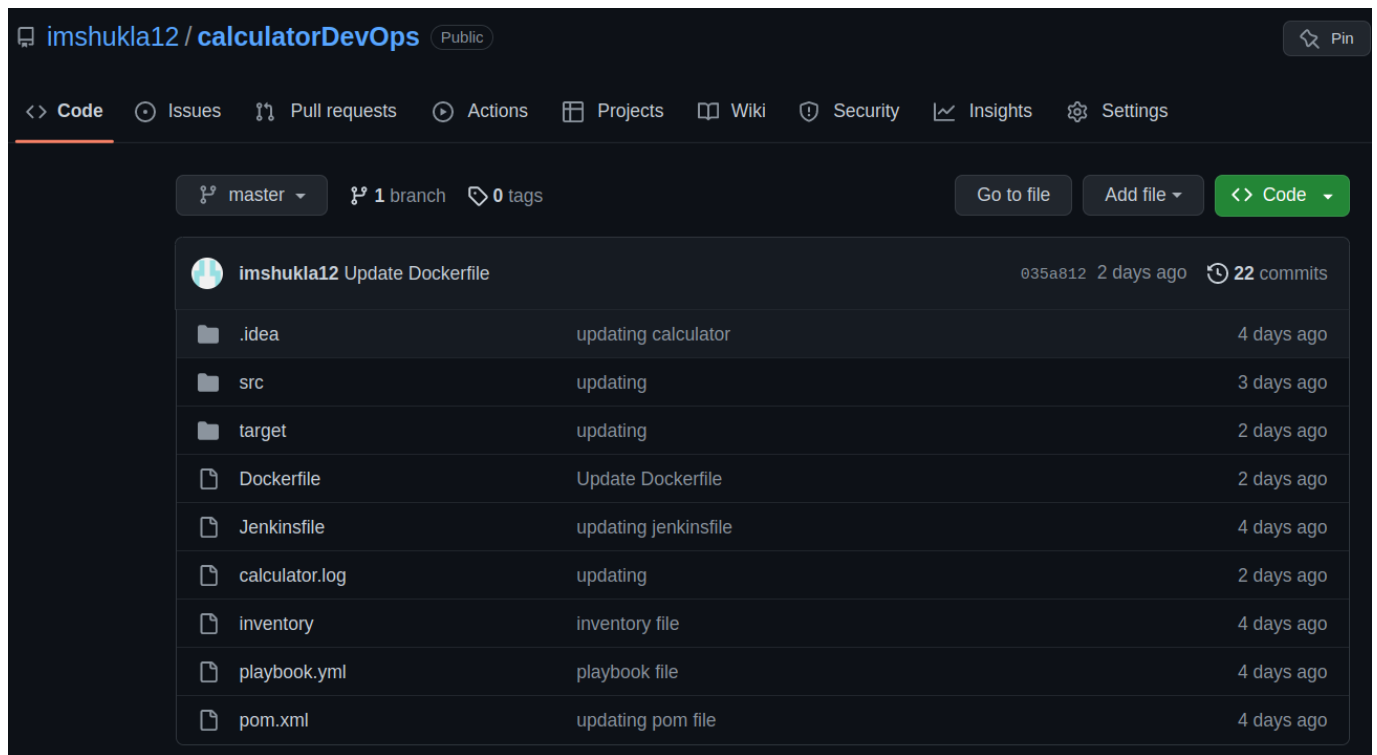 imshukla12 / calculatorDevOps Public Pin
Code Issues Pull requests Actions Projects Wiki Security Insights Settings
master 1 branch 0 tags Go to file Add file Code
imshukla12 Update Dockerfile 035a812 2 days ago 22 commits
.idea updating calculator 4 days ago
src updating 3 days ago
target updating 2 days ago
Dockerfile Update Dockerfile 2 days ago
Jenkinsfile updating jenkinsfile 4 days ago
calculator.log updating 2 days ago
inventory inventory file 4 days ago
playbook.yml playbook file 4 days ago
pom.xml updating pom file 4 days ago